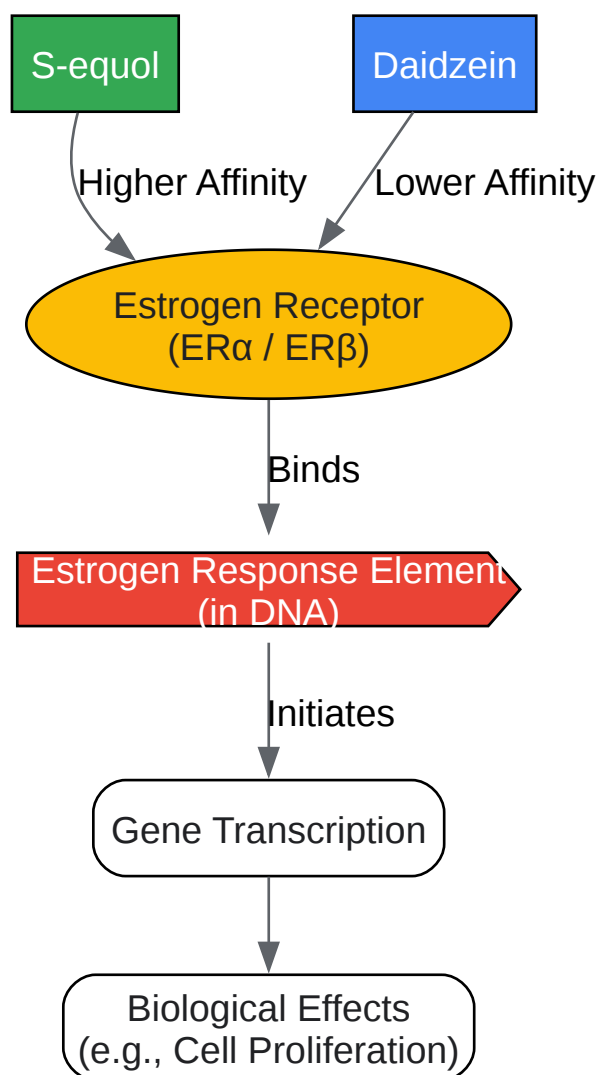 S-equol
Daidzein
Higher Affinity
Lower Affinity
Estrogen Receptor
(ERα / ERβ)
Binds
Estrogen Response Element
(in DNA)
Initiates
Gene Transcription
Biological Effects
(e.g., Cell Proliferation)